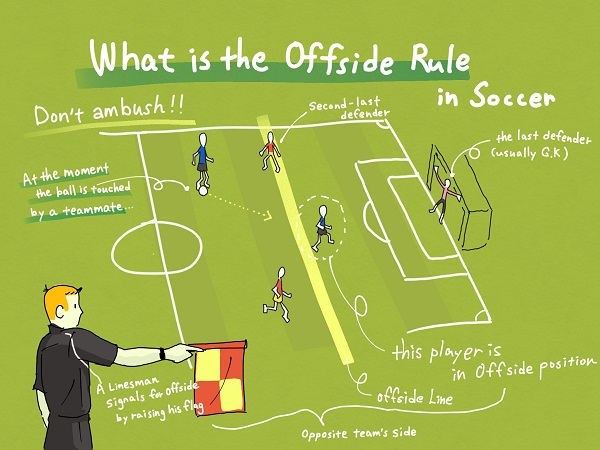 What is the Offside Rule
in Soccer
Don't ambush!!
Second-last
defender
the last defender
(usually G.K)
At the moment
the ball is touched
by a teammate...
this player is
in Offside position
offside Line
A Linesman
Signals for Offside
by raising his flag
Opposite team's side